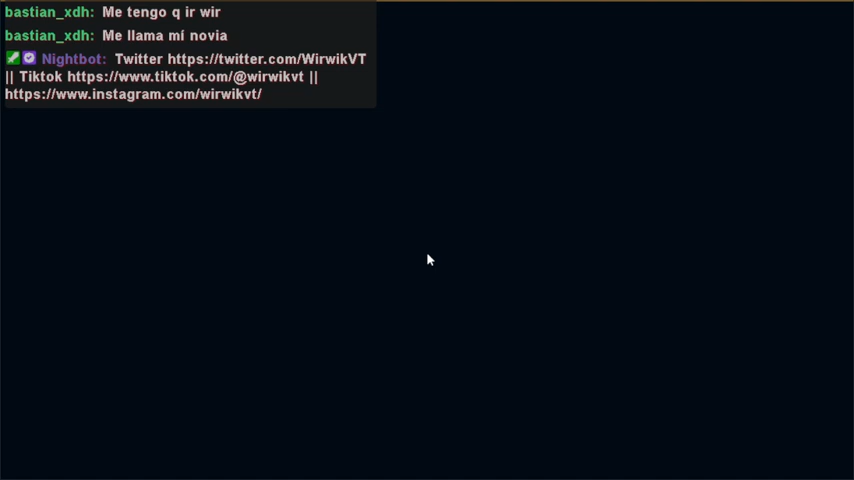 bastian_xdh: Me tengo q ir wir
bastian_xdh: Me llama mí novia
Nightbot: Twitter https://twitter.com/WirwikVT
|| Tiktok https://www.tiktok.com/@wirwikvt ||
https://www.instagram.com/wirwikvt/